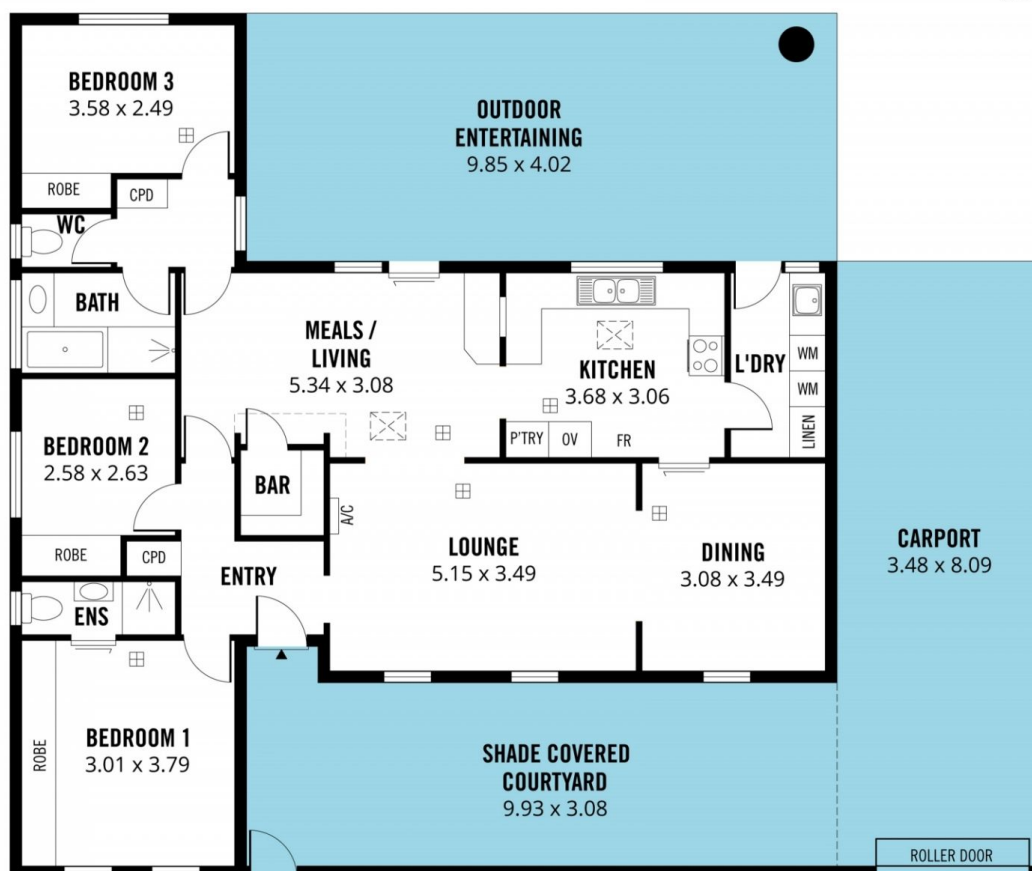 BEDROOM 3
3.58 x 2.49
ROBE
CPD
WC
OUTDOOR
ENTERTAINING
9.85 x 4.02
BATH
MEALS /
LIVING
5.34 x 3.08
KITCHEN
3.68 x 3.06
P'TRY
OV
FR
L'DRY
WM
WM
LINEN
BEDROOM 2
2.58 x 2.63
ROBE
CPD
BAR
A/C
ENTRY
LOUNGE
5.15 x 3.49
DINING
3.08 x 3.49
CARPORT
3.48 x 8.09
ENS
BEDROOM 1
3.01 x 3.79
ROBE
SHADE COVERED
COURTYARD
9.93 x 3.08
ROLLER DOOR